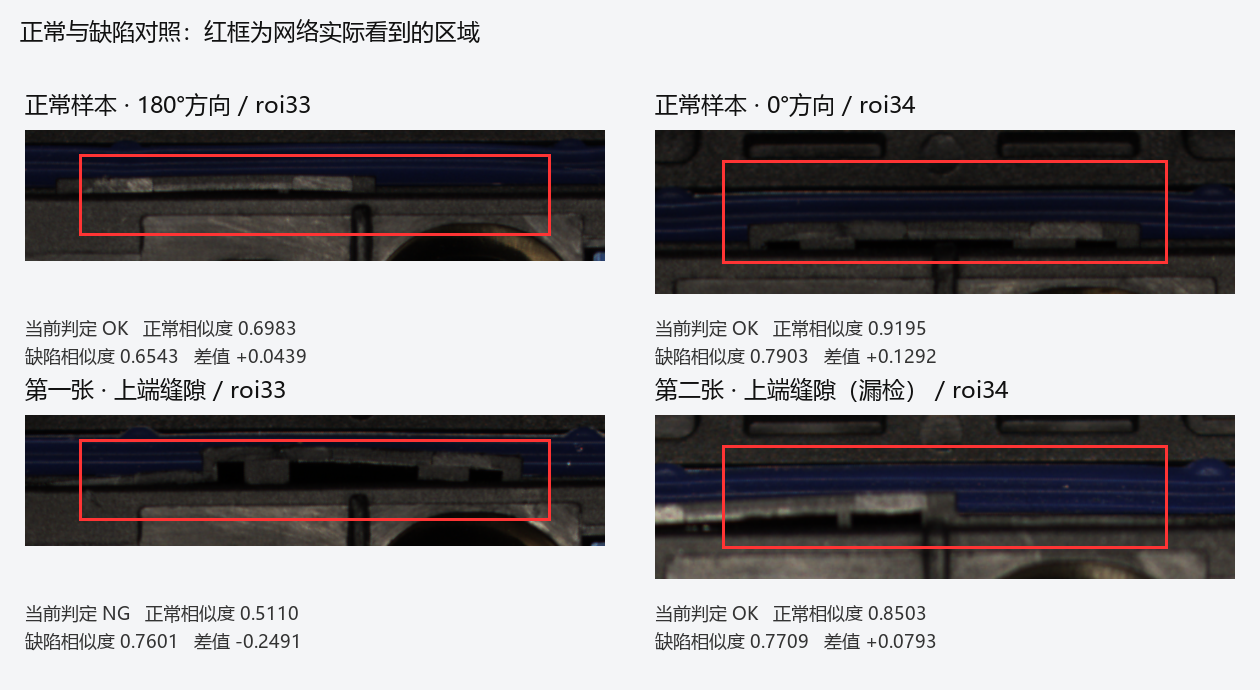 正常与缺陷对照：红框为网络实际看到的区域
正常样本 · 180°方向 / roi33
当前判定 OK 正常相似度 0.6983
缺陷相似度 0.6543 差值 +0.0439
正常样本 · 0°方向 / roi34
当前判定 OK 正常相似度 0.9195
缺陷相似度 0.7903 差值 +0.1292
第一张 · 上端缝隙 / roi33
当前判定 NG 正常相似度 0.5110
缺陷相似度 0.7601 差值 -0.2491
第二张 · 上端缝隙（漏检） / roi34
当前判定 OK 正常相似度 0.8503
缺陷相似度 0.7709 差值 +0.0793